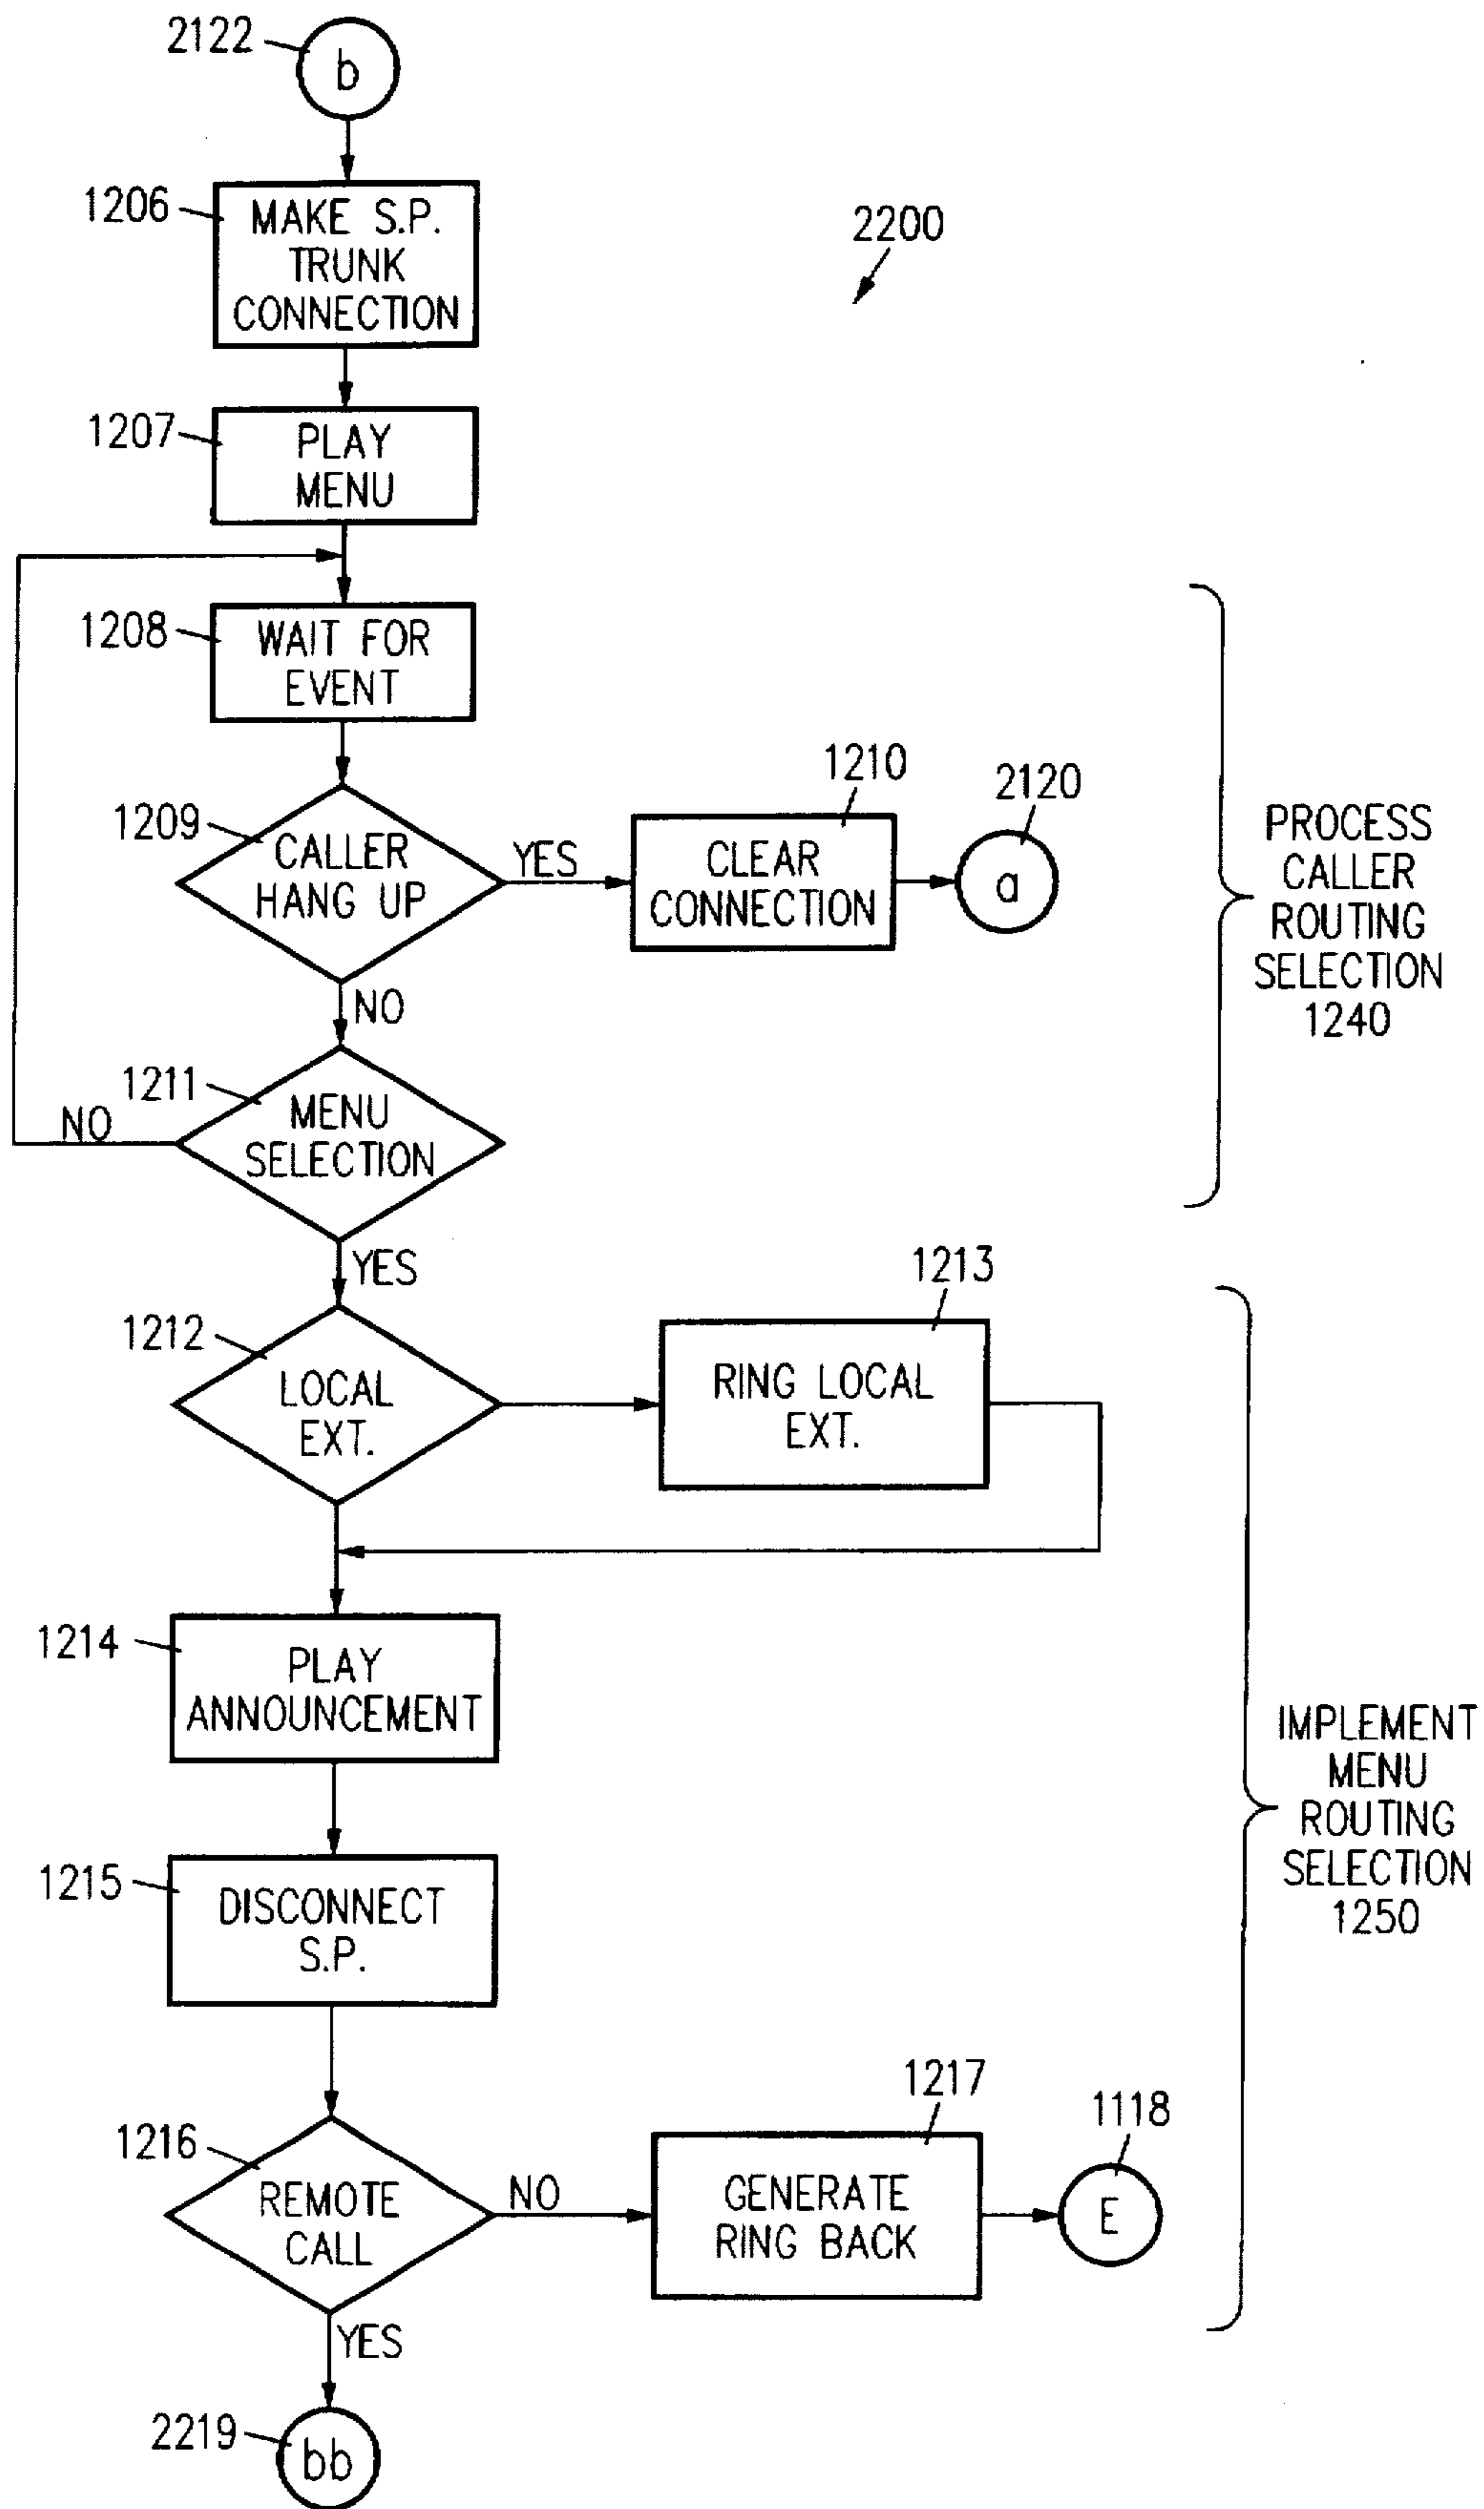 2122
b
1206
MAKE S.P.
TRUNK
CONNECTION
2200
1207
PLAY
MENU
1208
WAIT FOR
EVENT
1209
CALLER
HANG UP
YES
1210
CLEAR
CONNECTION
2120
a
PROCESS
CALLER
ROUTING
SELECTION
1240
NO
1211
MENU
SELECTION
NO
YES
1212
LOCAL
EXT.
1213
RING LOCAL
EXT.
1214
PLAY
ANNOUNCEMENT
1215
DISCONNECT
S.P.
IMPLEMENT
MENU
ROUTING
SELECTION
1250
1216
REMOTE
CALL
NO
1217
GENERATE
RING BACK
1118
E
YES
2219
bb